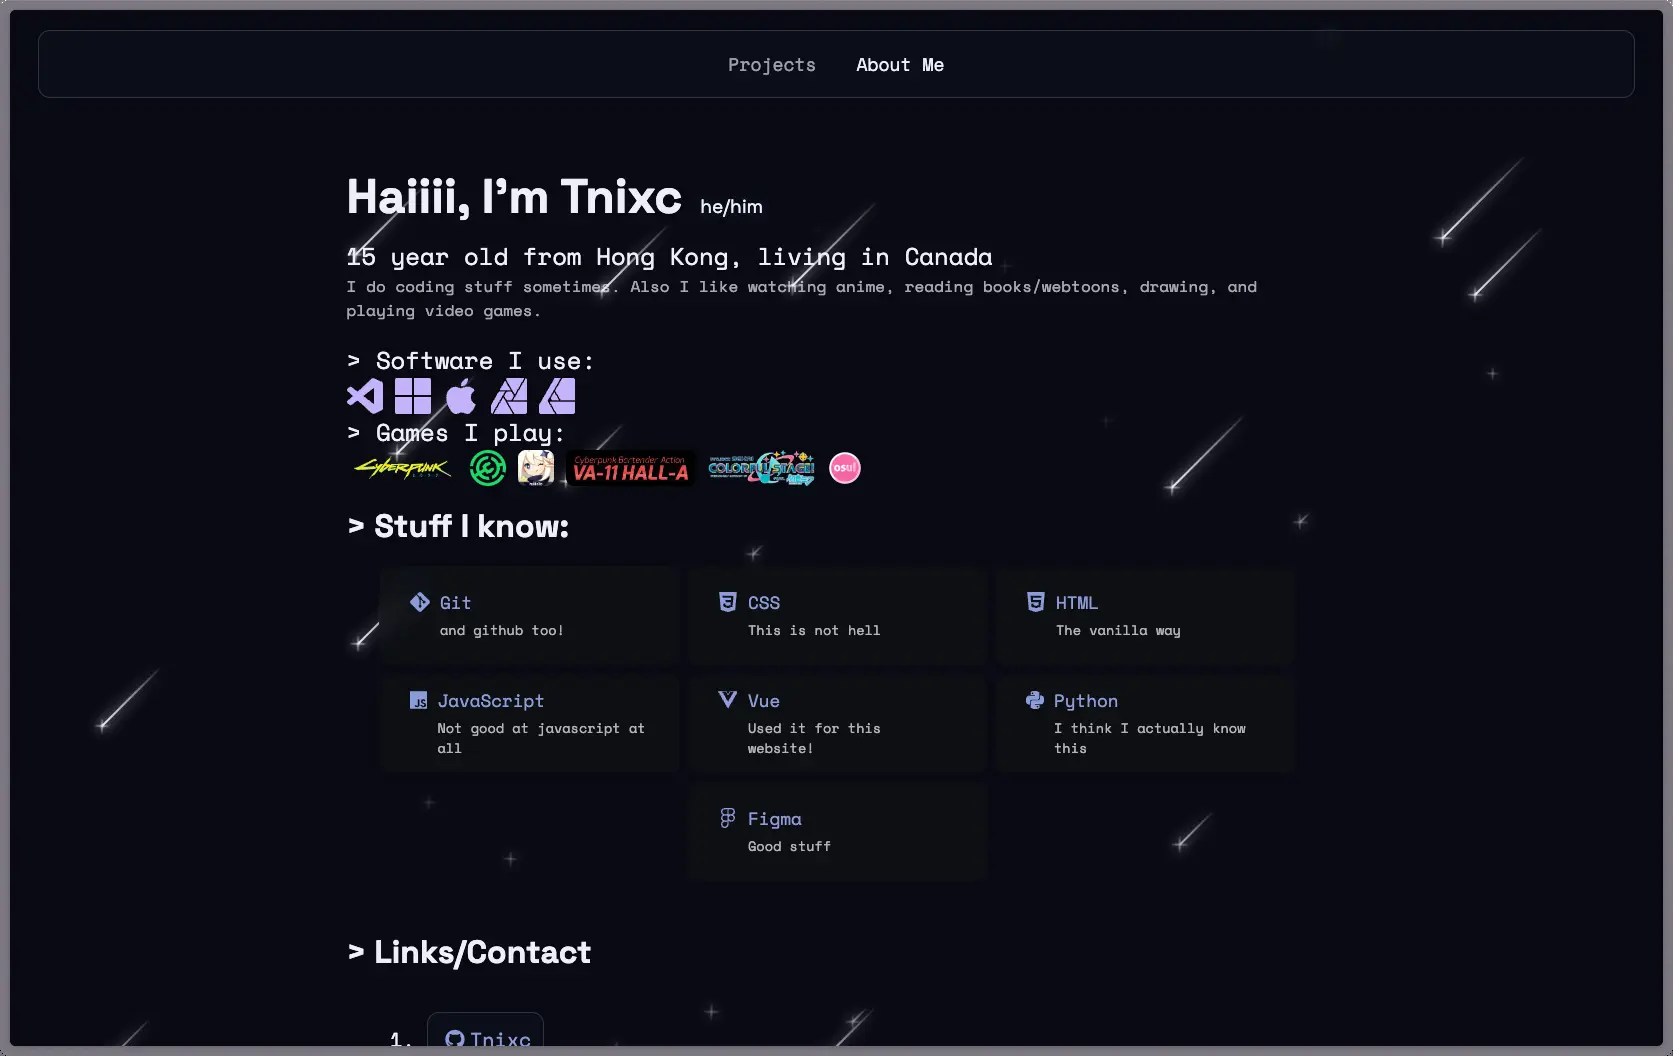 Projects About Me
Haiiii, I'm Tnixc he/him
15 year old from Hong Kong, living in Canada
I do coding stuff sometimes. Also I like watching anime, reading books/webtoons, drawing, and
playing video games.
> Software I use:
> Games I play:
CYBERPUNK
Cyberpunk Bartender Action
VA-11 HALL-A
COLORFUL STAGE!
osu!
> Stuff I know:
Git CSS HTML
and github too! This is not hell The vanilla way
JavaScript Vue Python
Not good at javascript at Used it for this I think I actually know
all website! this
Figma
Good stuff
> Links/Contact
1. Tnixc